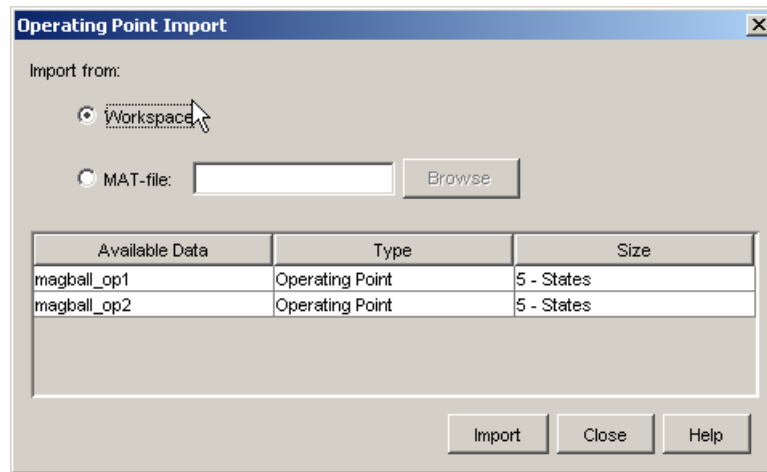 Operating Point Import
Import from:
Workspace
MAT-file: Browse
Available Data Type Size
magball_op1 Operating Point 5 - States
magball_op2 Operating Point 5 - States
Import Close Help